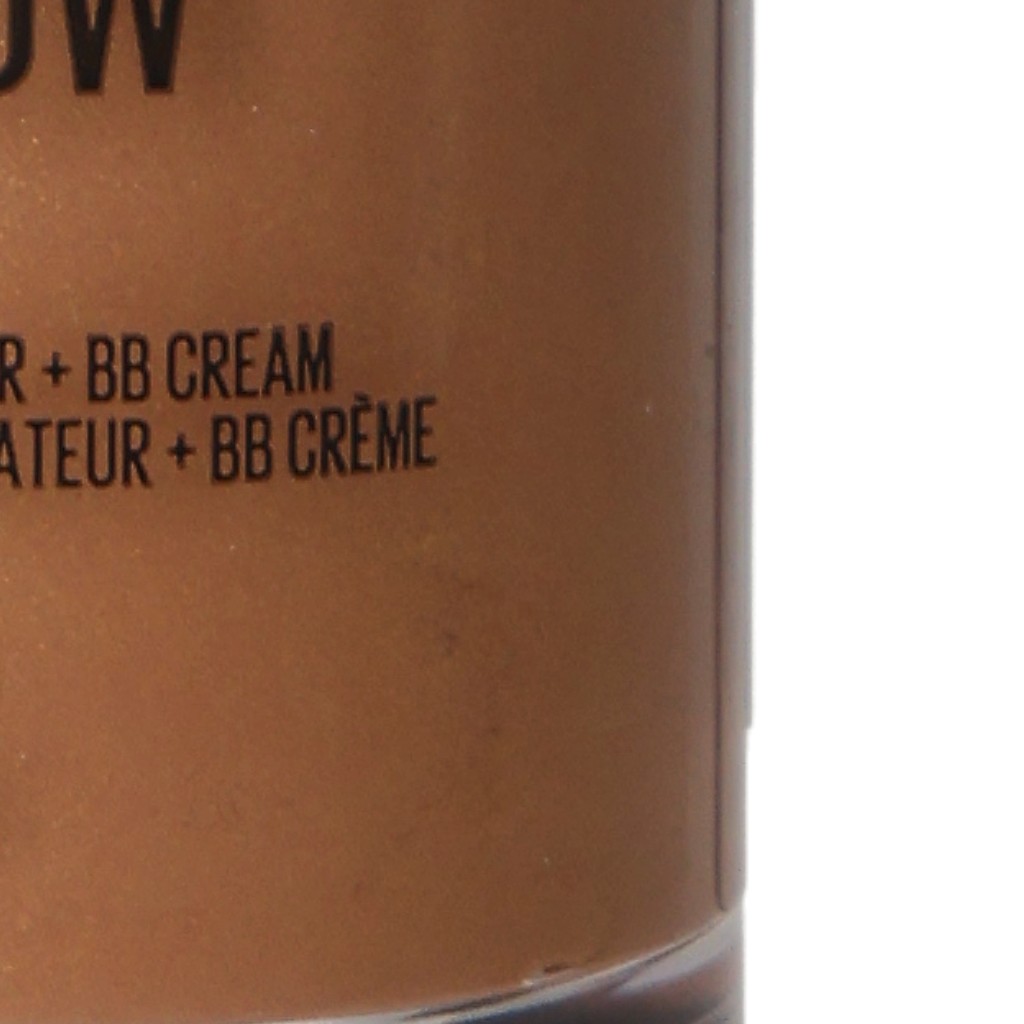 OW
R + BB CREAM
ATEUR + BB CRÈME